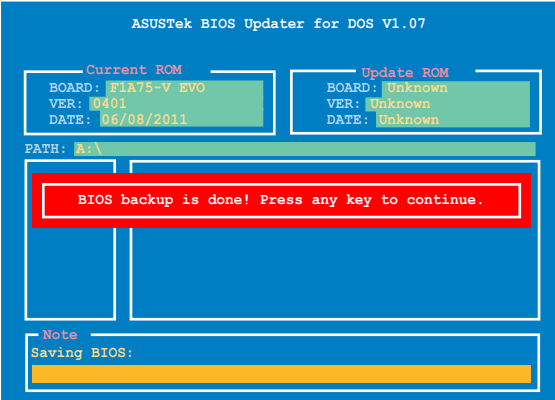 ASUSTek BIOS Updater for DOS V1.07
Current ROM
BOARD: F1A75-V EVO
VER: 0401
DATE: 06/08/2011
Update ROM
BOARD: Unknown
VER: Unknown
DATE: Unknown
PATH: A:\
BIOS backup is done! Press any key to continue.
Note
Saving BIOS: